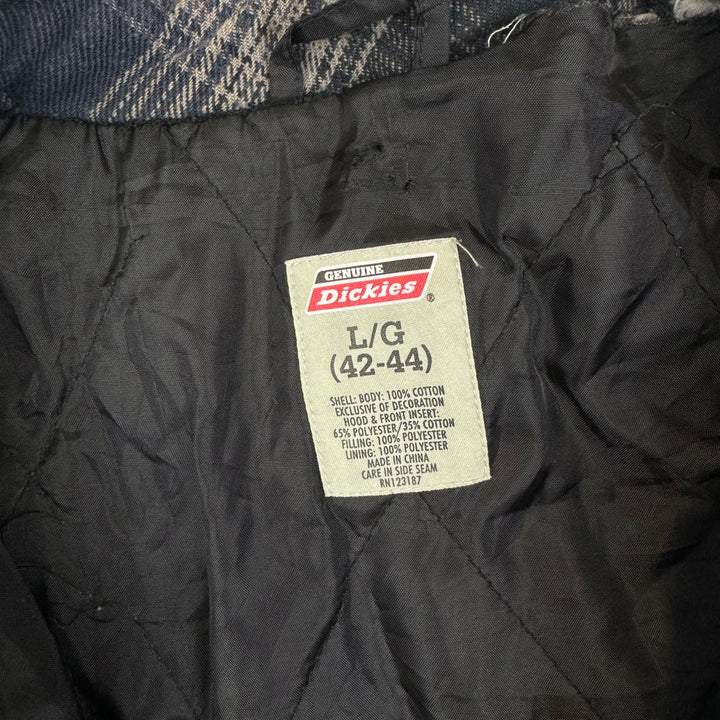 GENUINE
Dickies®
L/G
(42-44)
SHELL: BODY: 100% COTTON
EXCLUSIVE OF DECORATION
HOOD & FRONT INSERT:
65% POLYESTER/35% COTTON
FILLING: 100% POLYESTER
LINING: 100% POLYESTER
MADE IN CHINA
CARE IN SIDE SEAM
RN123187